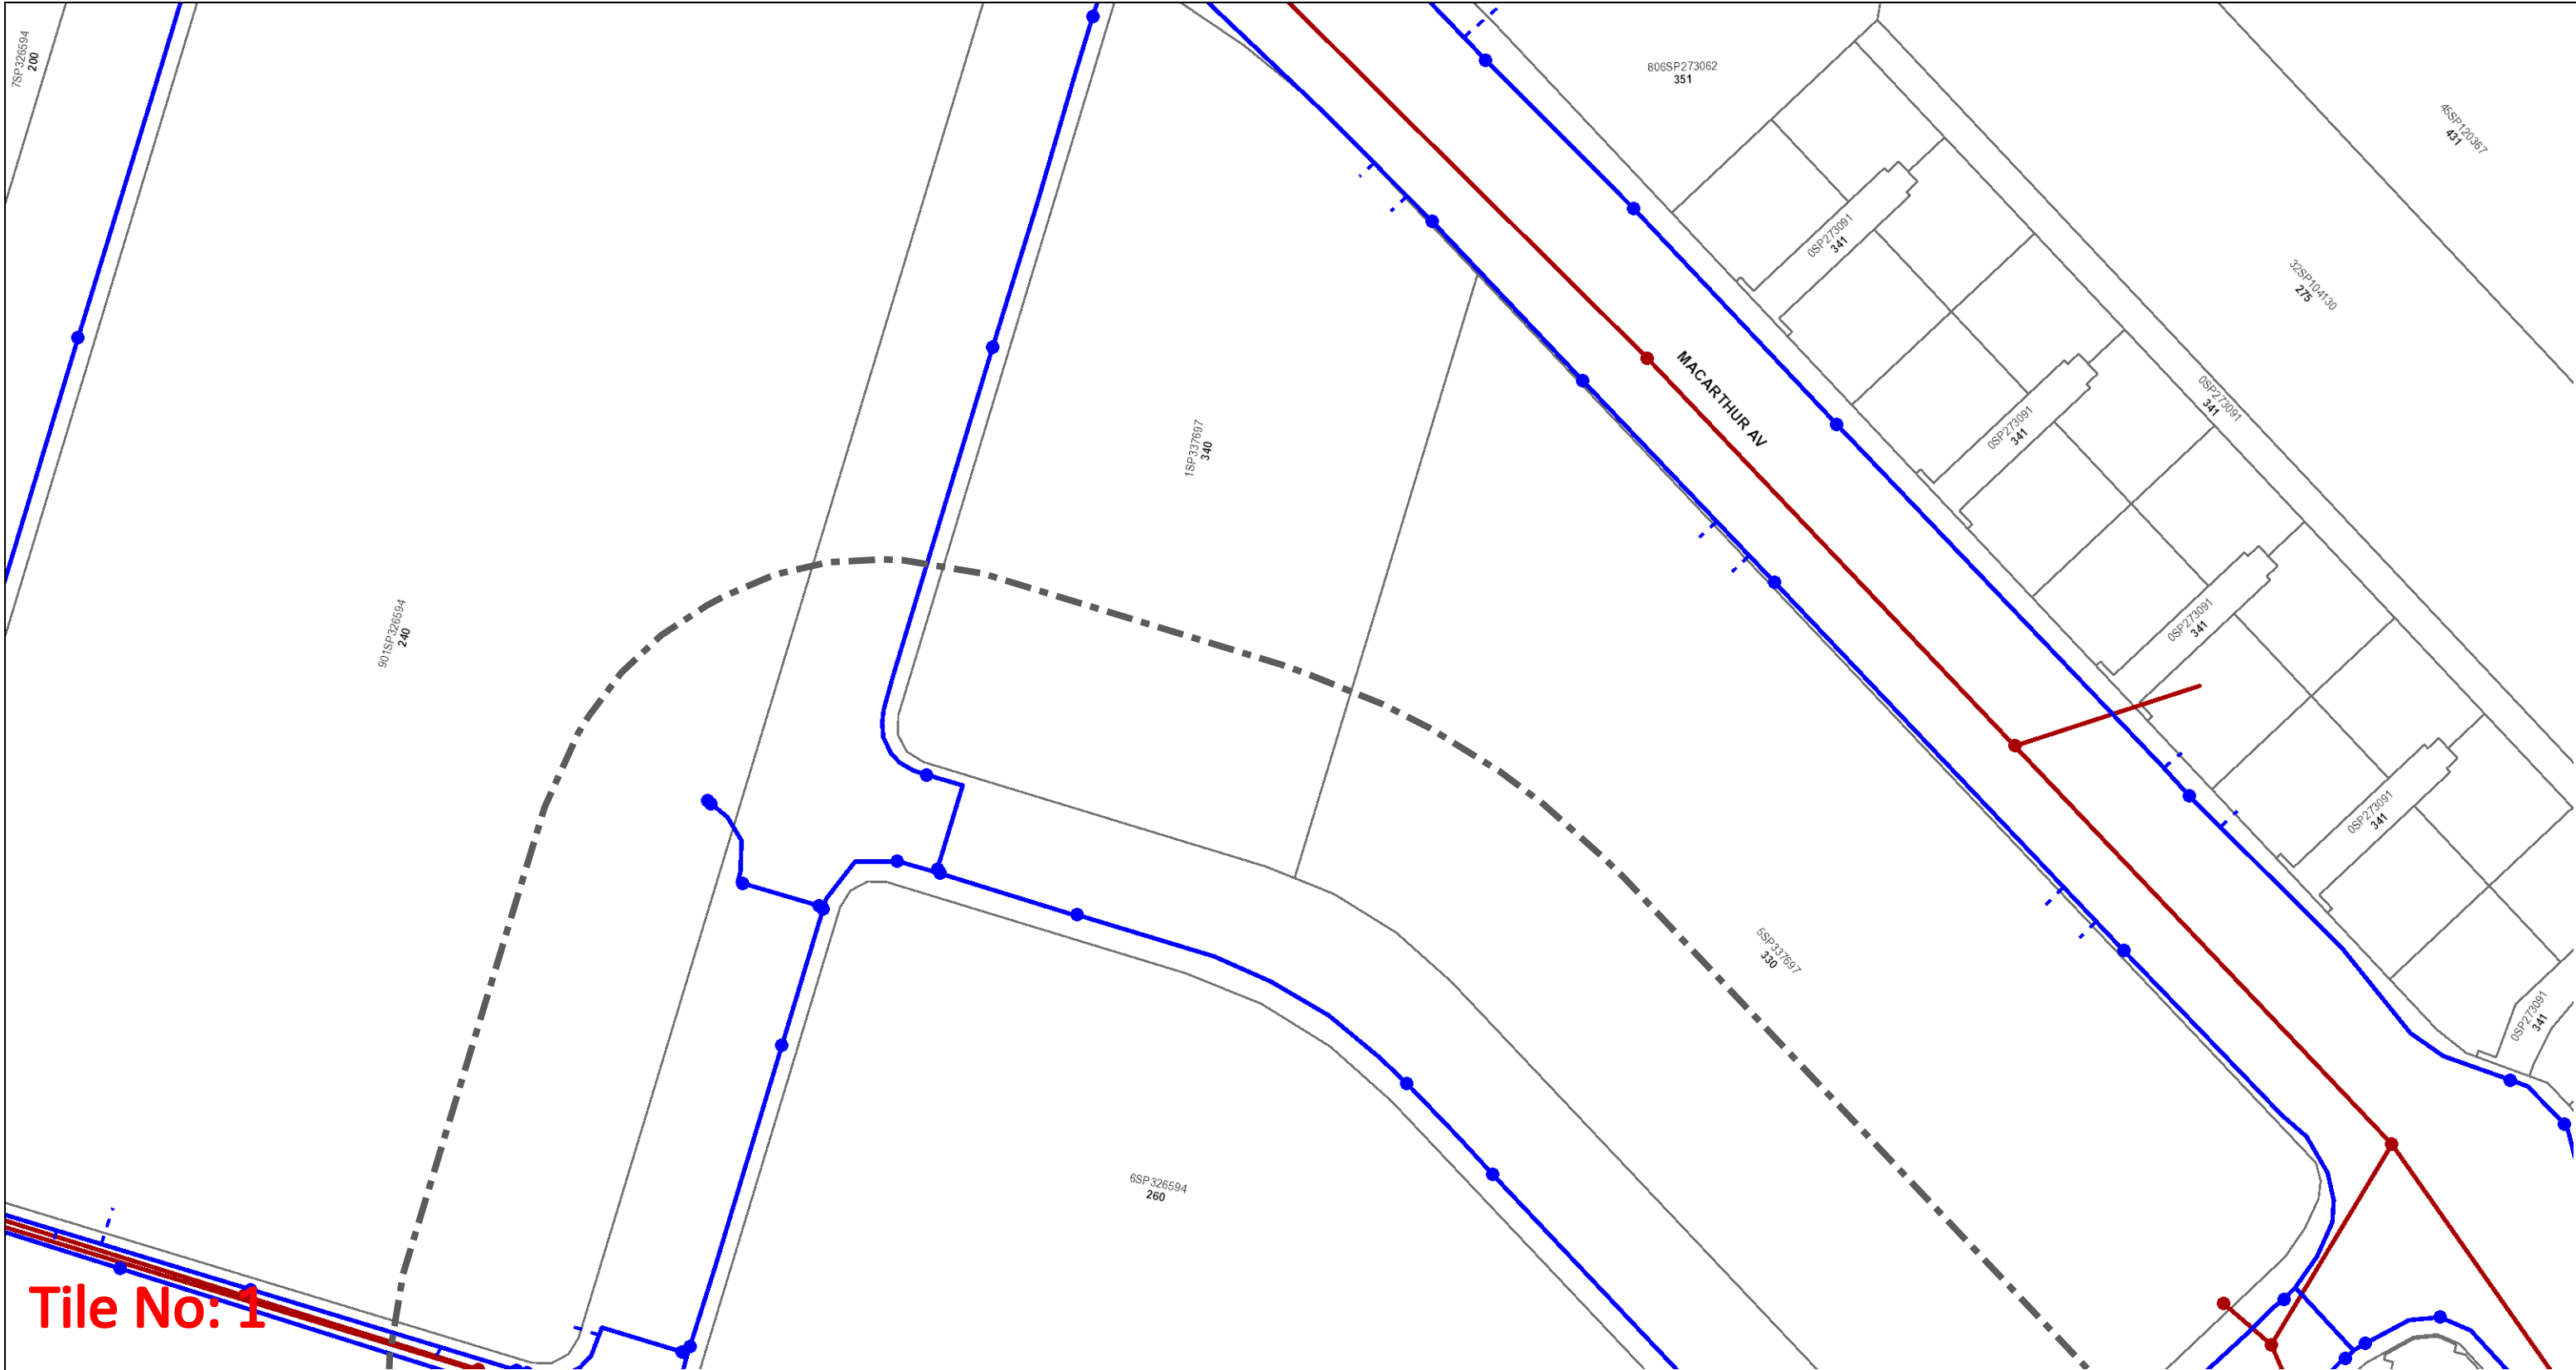 7SP326594
200
806SP273062
351
45SP120367
431
0SP273091
341
32SP104130
275
MACARTHUR AV
0SP273091
341
0SP273091
341
1SP337697
340
901SP326594
240
0SP273091
341
0SP273091
341
5SP337697
330
0SP273091
341
6SP326594
260
Tile No: 1